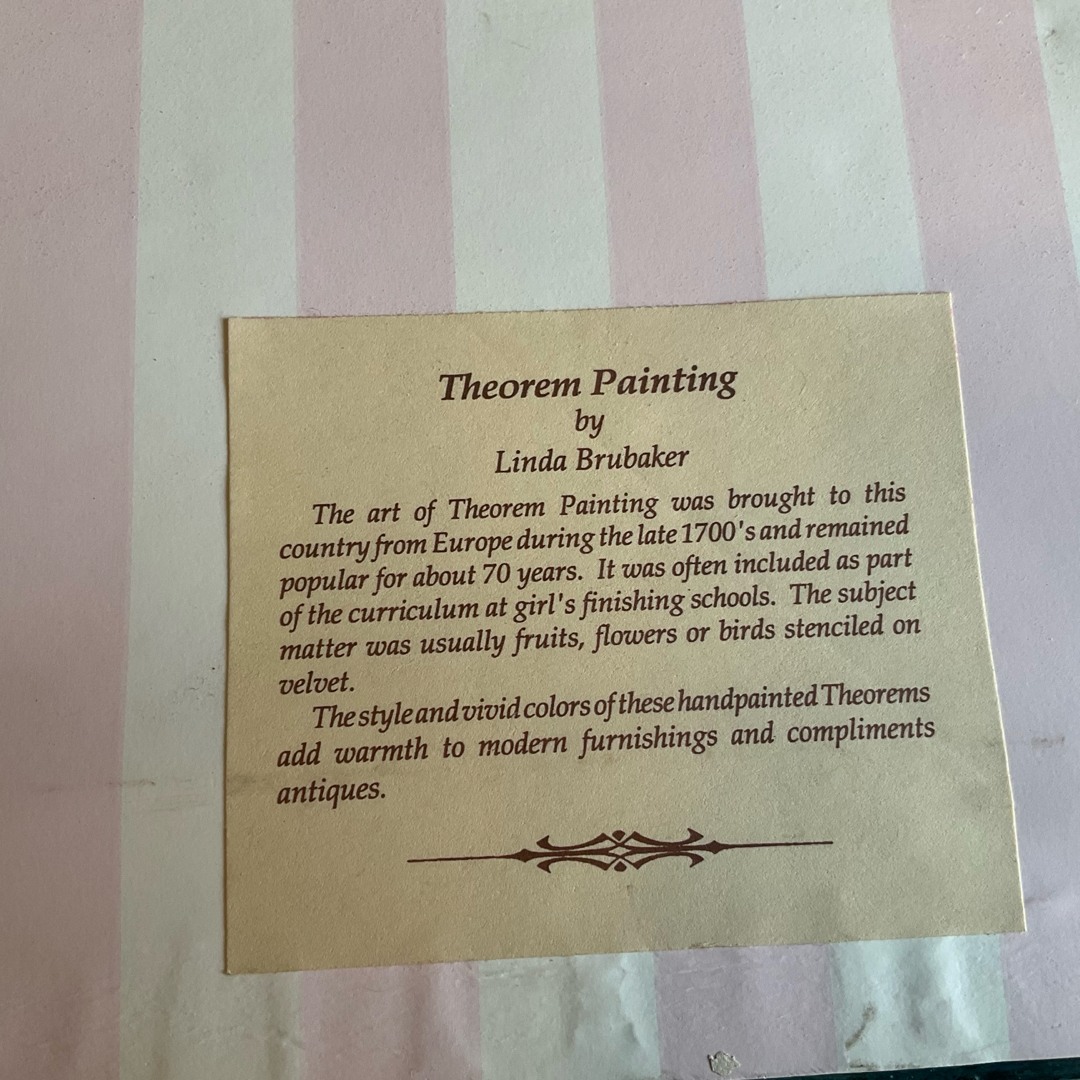 Theorem Painting
by
Linda Brubaker
The art of Theorem Painting was brought to this
country from Europe during the late 1700's and remained
popular for about 70 years. It was often included as part
of the curriculum at girl's finishing schools. The subject
matter was usually fruits, flowers or birds stenciled on
velvet.
The style and vivid colors of these handpainted Theorems
add warmth to modern furnishings and compliments
antiques.